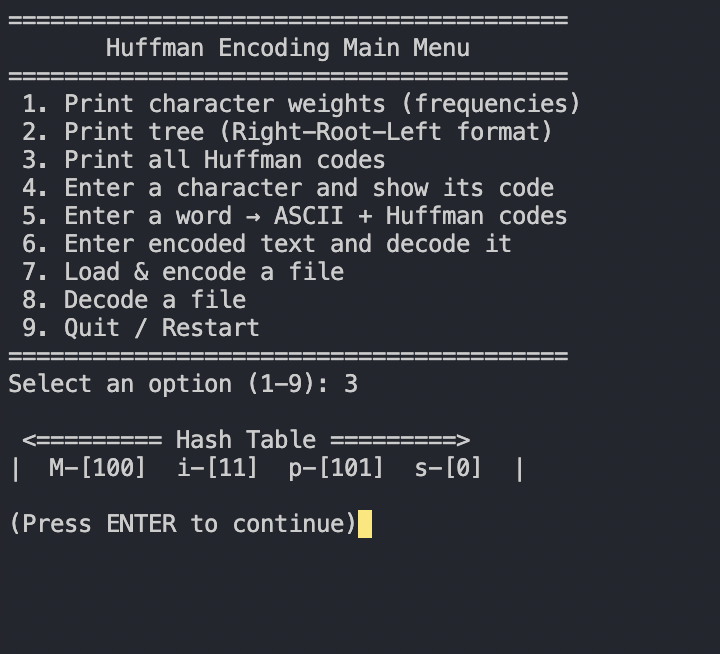 ========================================
       Huffman Encoding Main Menu
========================================
 1. Print character weights (frequencies)
 2. Print tree (Right-Root-Left format)
 3. Print all Huffman codes
 4. Enter a character and show its code
 5. Enter a word → ASCII + Huffman codes
 6. Enter encoded text and decode it
 7. Load & encode a file
 8. Decode a file
 9. Quit / Restart
========================================
Select an option (1-9): 3
 <========= Hash Table =========>
|  M-[100]  i-[11]  p-[101]  s-[0]  |
(Press ENTER to continue)